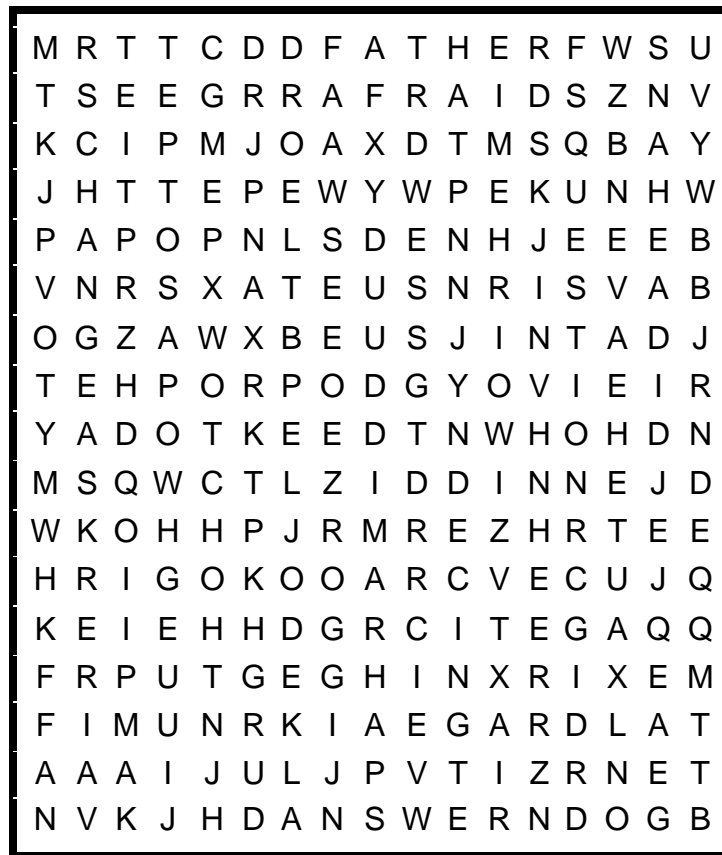 M R T T C D D F A T H E R F W S U
T S E E G R R A F R A I D S Z N V
K C I P M J O A X D T M S Q B A Y
J H T T E P E W Y W P E K U N H W
P A P O P N L S D E N H J E E E B
V N R S X A T E U S N R I S V A B
O G Z A W X B E U S J I N T A D J
T E H P O R P O D G Y O V I E I R
Y A D O T K E E D T N W H O H D N
M S Q W C T L Z I D D I N N E J D
W K O H H P J R M R E Z H R T E E
H R I G O K O O A R C V E C U J Q
K E I E H H D G R C I T E G A Q Q
F R P U T G E G H I N X R I X E M
F I M U N R K I A E G A R D L A T
A A A I J U L J P V T I Z R N E T
N V K J H D A N S W E R N D O G B